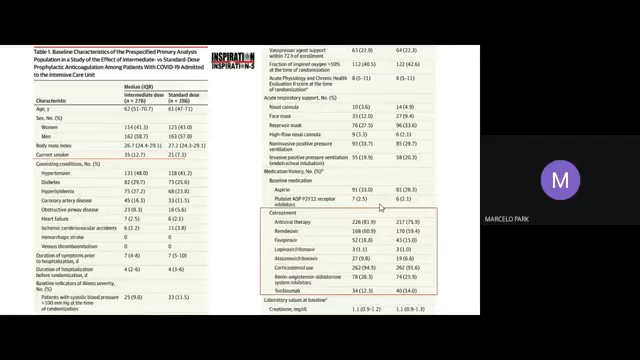 Table 1. Baseline Characteristics of the Prespecified Primary Analysis
Population in a Study of the Effect of Intermediate- vs Standard-Dose
Prophylactic Anticoagulation Among Patients With COVID-19 Admitted
to the Intensive Care Unit
Median (IQR)
Intermediate dose Standard dose
Characteristic (n = 276) (n = 286)
Age, y 62 (51-70.7) 61 (47-71)
Sex, No. (%)
Women 114 (41.3) 123 (43.0)
Men 162 (58.7) 163 (57.0)
Body mass index 26.7 (24.4-29.1) 27.2 (24.3-29.1)
Current smoker 35 (12.7) 21 (7.3)
Coexisting conditions, No. (%)
Hypertension 131 (48.0) 118 (41.2)
Diabetes 82 (29.7) 73 (25.6)
Hyperlipidemia 75 (27.2) 68 (23.8)
Coronary artery disease 45 (16.3) 33 (11.5)
Obstructive airway disease 23 (8.3) 16 (5.6)
Heart failure 7 (2.5) 6 (2.1)
Ischemic cerebrovascular accidents 6 (2.2) 11 (3.8)
Hemorrhagic stroke 0 0
Venous thromboembolism 0 0
Duration of symptoms prior 7 (4-8) 7 (5-10)
to hospitalization, d
Duration of hospitalization 4 (2-6) 4 (3-6)
before randomization, d
Baseline indicators of illness severity,
No. (%)
Patients with systolic blood pressure 25 (9.0) 33 (11.5)
<100 mm Hg at the time of
randomization
INSPIRATION
INSPIRATION-S
Vasopressor agent support 63 (22.8) 64 (22.3)
within 72 h of enrollment
Fraction of inspired oxygen >50% 112 (40.5) 122 (42.6)
at the time of randomization
Acute Physiology and Chronic Health 8 (5-11) 8 (5-11)
Evaluation II score at the time of
randomization
Acute respiratory support, No. (%)
Nasal cannula 10 (3.6) 14 (4.9)
Face mask 33 (12.0) 27 (9.4)
Reservoir mask 76 (27.5) 96 (33.6)
High-flow nasal cannula 9 (3.3) 6 (2.1)
Noninvasive positive pressure 93 (33.7) 85 (29.7)
ventilation
Invasive positive pressure ventilation 55 (19.9) 58 (20.3)
(endotracheal intubation)
Medication history, No. (%)
Baseline medication
Aspirin 91 (33.0) 81 (28.3)
Platelet ADP P2Y12 receptor 7 (2.5) 6 (2.1)
inhibitors
Cotreatment
Antiviral therapy 226 (81.9) 217 (75.9)
Remdesivir 168 (60.9) 170 (59.4)
Favipiravir 52 (18.8) 43 (15.0)
Lopinavir/ritonavir 3 (1.1) 3 (1.0)
Atazanavir/ritonavir 27 (9.8) 19 (6.6)
Corticosteroid use 262 (94.9) 262 (91.6)
Renin-angiotensin-aldosterone 78 (28.3) 74 (25.9)
system inhibitors
Tocilizumab 34 (12.3) 40 (14.0)
Laboratory values at baseline
Creatinine, mg/dL 1.1 (0.9-1.2) 1.1 (0.9-1.3)
M
MARCELO PARK